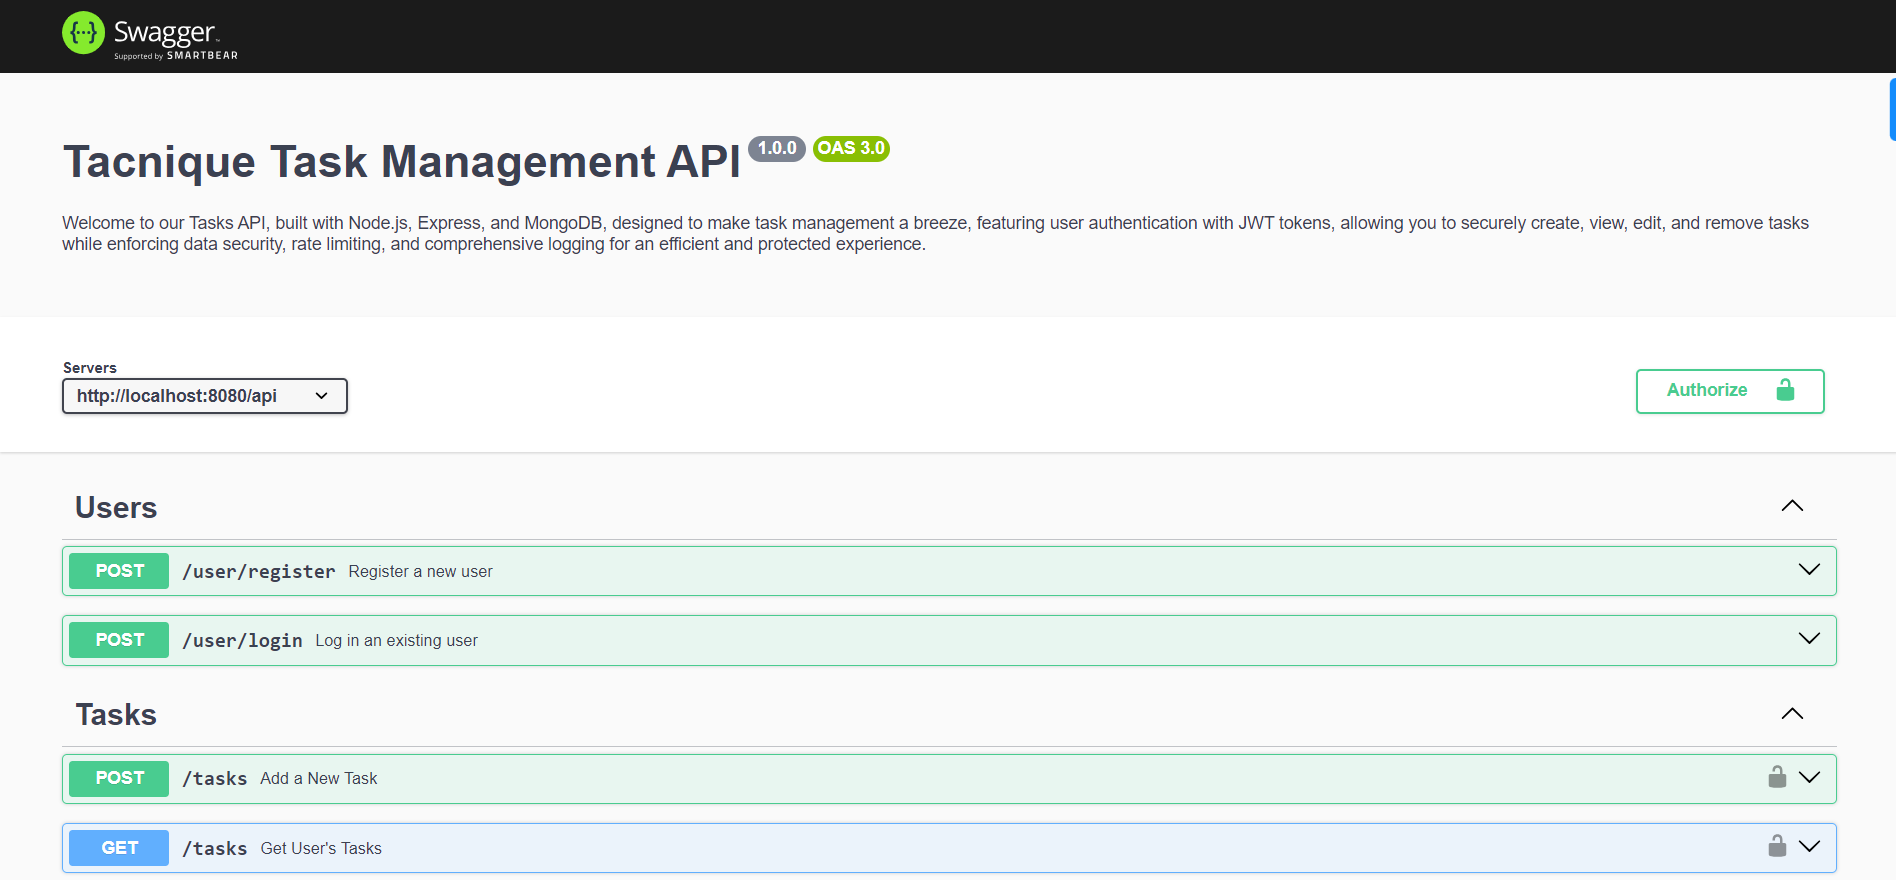 {···} Swagger™
Supported by SMARTBEAR
Tacnique Task Management API 1.0.0 OAS 3.0
Welcome to our Tasks API, built with Node.js, Express, and MongoDB, designed to make task management a breeze, featuring user authentication with JWT tokens, allowing you to securely create, view, edit, and remove tasks
while enforcing data security, rate limiting, and comprehensive logging for an efficient and protected experience.
Servers
http://localhost:8080/api
Authorize
Users
POST /user/register Register a new user
POST /user/login Log in an existing user
Tasks
POST /tasks Add a New Task
GET /tasks Get User's Tasks